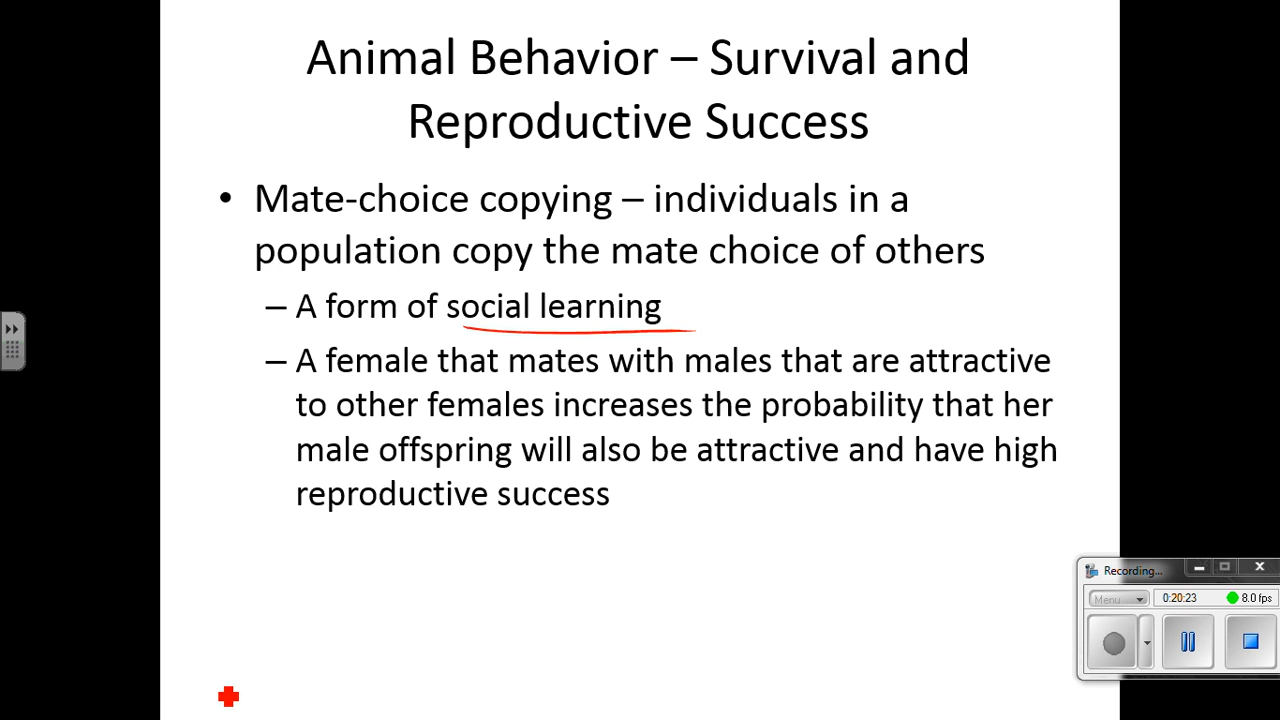 Animal Behavior – Survival and
Reproductive Success
• Mate-choice copying – individuals in a
population copy the mate choice of others
– A form of social learning
– A female that mates with males that are attractive
to other females increases the probability that her
male offspring will also be attractive and have high
reproductive success
Recording...
Menu 0:20:23 8.0 fps